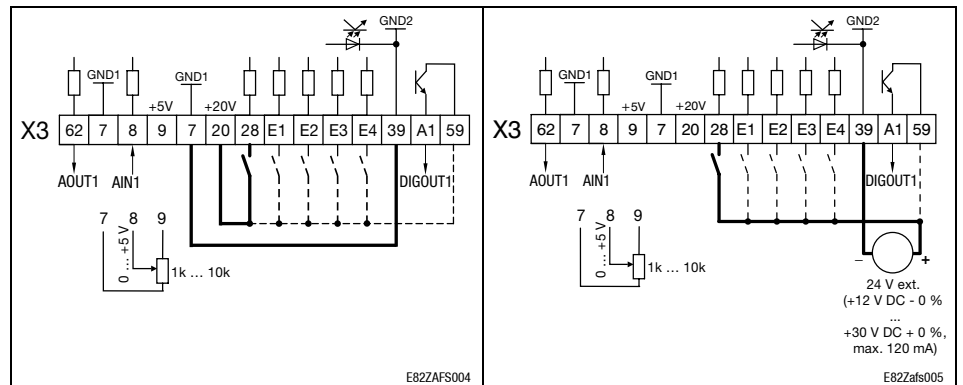 GND2
GND1
GND1
+5V
+20V
X3 62 7 8 9 7 20 28 E1 E2 E3 E4 39 A1 59
AOUT1 AIN1 DIGOUT1
7 8 9
0 ... +5 V
1k ... 10k
E82ZAFS004
GND2
GND1
GND1
+5V
+20V
X3 62 7 8 9 7 20 28 E1 E2 E3 E4 39 A1 59
AOUT1 AIN1 DIGOUT1
7 8 9
0 ... +5 V
1k ... 10k
– +
24 V ext.
(+12 V DC - 0 %
...
+30 V DC + 0 %,
max. 120 mA)
E82Zafs005